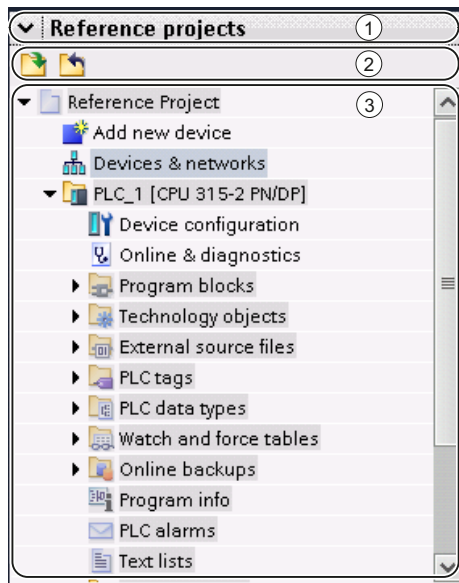 Reference projects 1
2
Reference Project 3
Add new device
Devices & networks
PLC_1 [CPU 315-2 PN/DP]
Device configuration
Online & diagnostics
Program blocks
Technology objects
External source files
PLC tags
PLC data types
Watch and force tables
Online backups
Program info
PLC alarms
Text lists